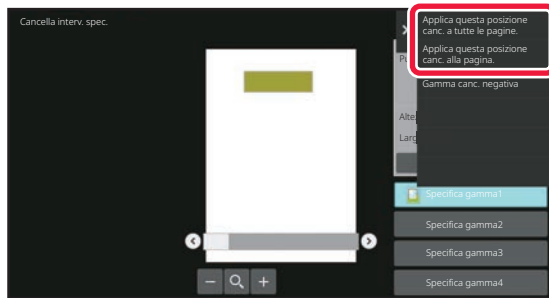 Cancella interv. spec.
Applica questa posizione
canc. a tutte le pagine.
Applica questa posizione
canc. alla pagina.
Gamma canc. negativa
Specifica gamma1
Specifica gamma2
Specifica gamma3
Specifica gamma4